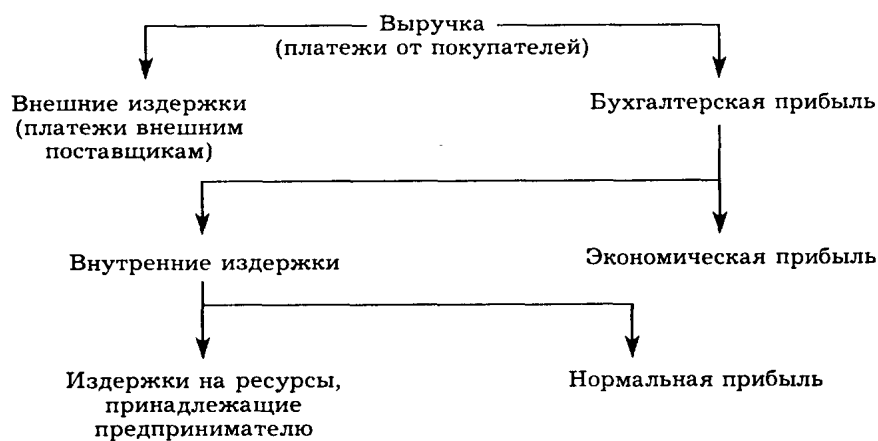 Выручка
(платежи от покупателей)
Внешние издержки
(платежи внешним
поставщикам)
Бухгалтерская прибыль
Внутренние издержки
Экономическая прибыль
Издержки на ресурсы,
принадлежащие
предпринимателю
Нормальная прибыль